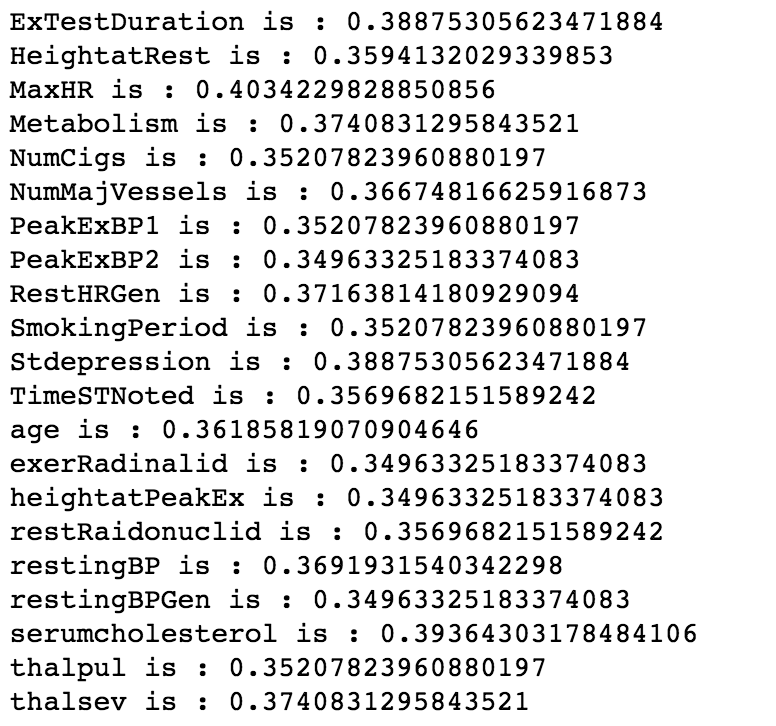 ExTestDuration is : 0.38875305623471884
HeightatRest is : 0.3594132029339853
MaxHR is : 0.4034229828850856
Metabolism is : 0.3740831295843521
NumCigs is : 0.35207823960880197
NumMajVessels is : 0.36674816625916873
PeakExBP1 is : 0.35207823960880197
PeakExBP2 is : 0.34963325183374083
RestHRGen is : 0.37163814180929094
SmokingPeriod is : 0.35207823960880197
Stdepression is : 0.38875305623471884
TimeSTNoted is : 0.3569682151589242
age is : 0.36185819070904646
exerRadinalid is : 0.34963325183374083
heightatPeakEx is : 0.34963325183374083
restRaidonuclid is : 0.3569682151589242
restingBP is : 0.3691931540342298
restingBPGen is : 0.34963325183374083
serumcholesterol is : 0.39364303178484106
thalpul is : 0.35207823960880197
thalsev is : 0.3740831295843521